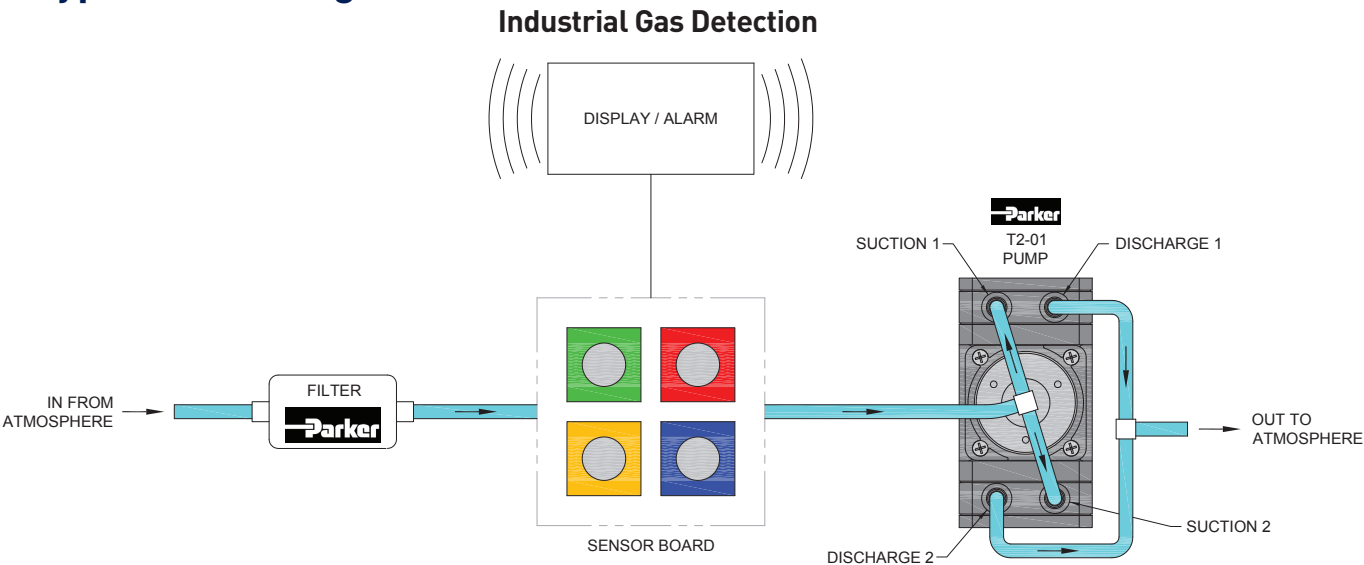 Industrial Gas Detection
DISPLAY / ALARM
Parker
T2-01
PUMP
SUCTION 1
DISCHARGE 1
FILTER
Parker
IN FROM
ATMOSPHERE
OUT TO
ATMOSPHERE
SENSOR BOARD
SUCTION 2
DISCHARGE 2